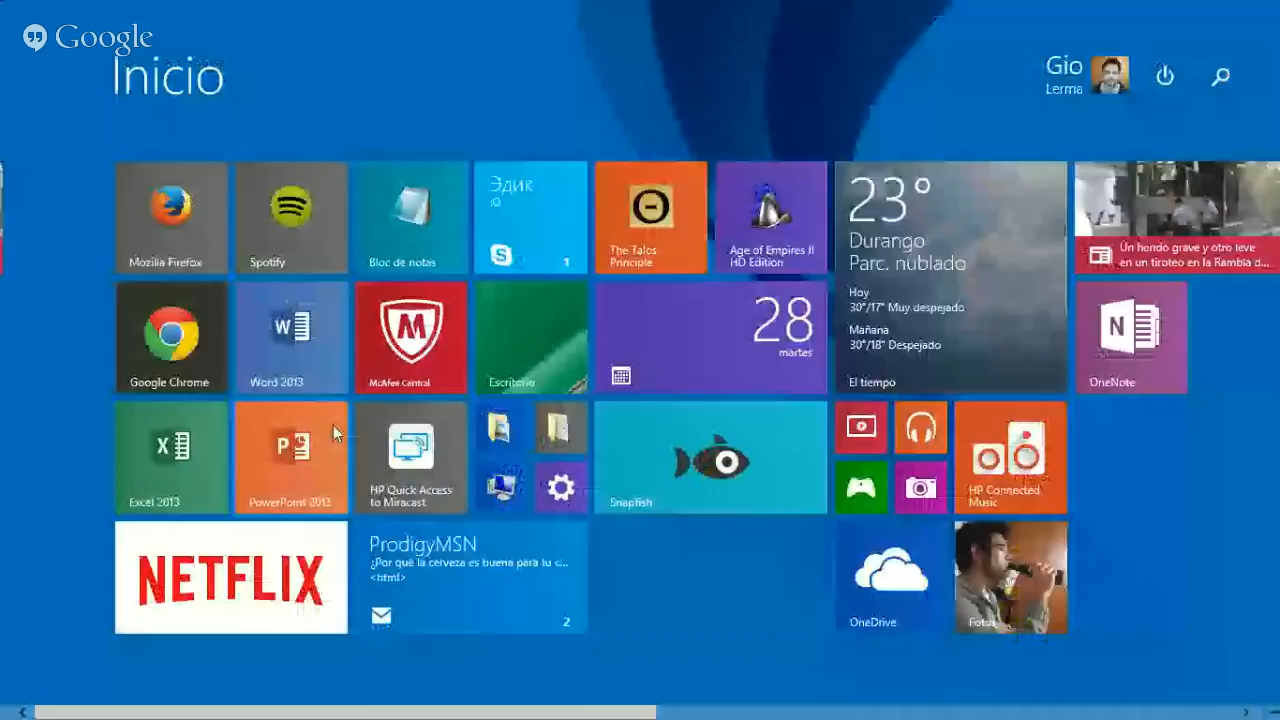 Google
Inicio
Gio
Lerma
Mozilla Firefox
Spotify
Bloc de notas
Эдик
1
The Talos
Principle
Age of Empires II
HD Edition
23°
Durango
Parc. nublado
Hoy
30°/17° Muy despejado
Mañana
30°/18° Despejado
El tiempo
Un herido grave y otro leve
en un tiroteo en la Rambla d...
Google Chrome
W
Word 2013
M
McAfee Central
Escritorio
28
martes
N
OneNote
X
Excel 2013
P
PowerPoint 2013
HP Quick Access
to Miracast
Snapfish
HP Connected
Music
NETFLIX
ProdigyMSN
¿Por qué la cerveza es buena para tu c...
<html>
2
OneDrive
Fotos